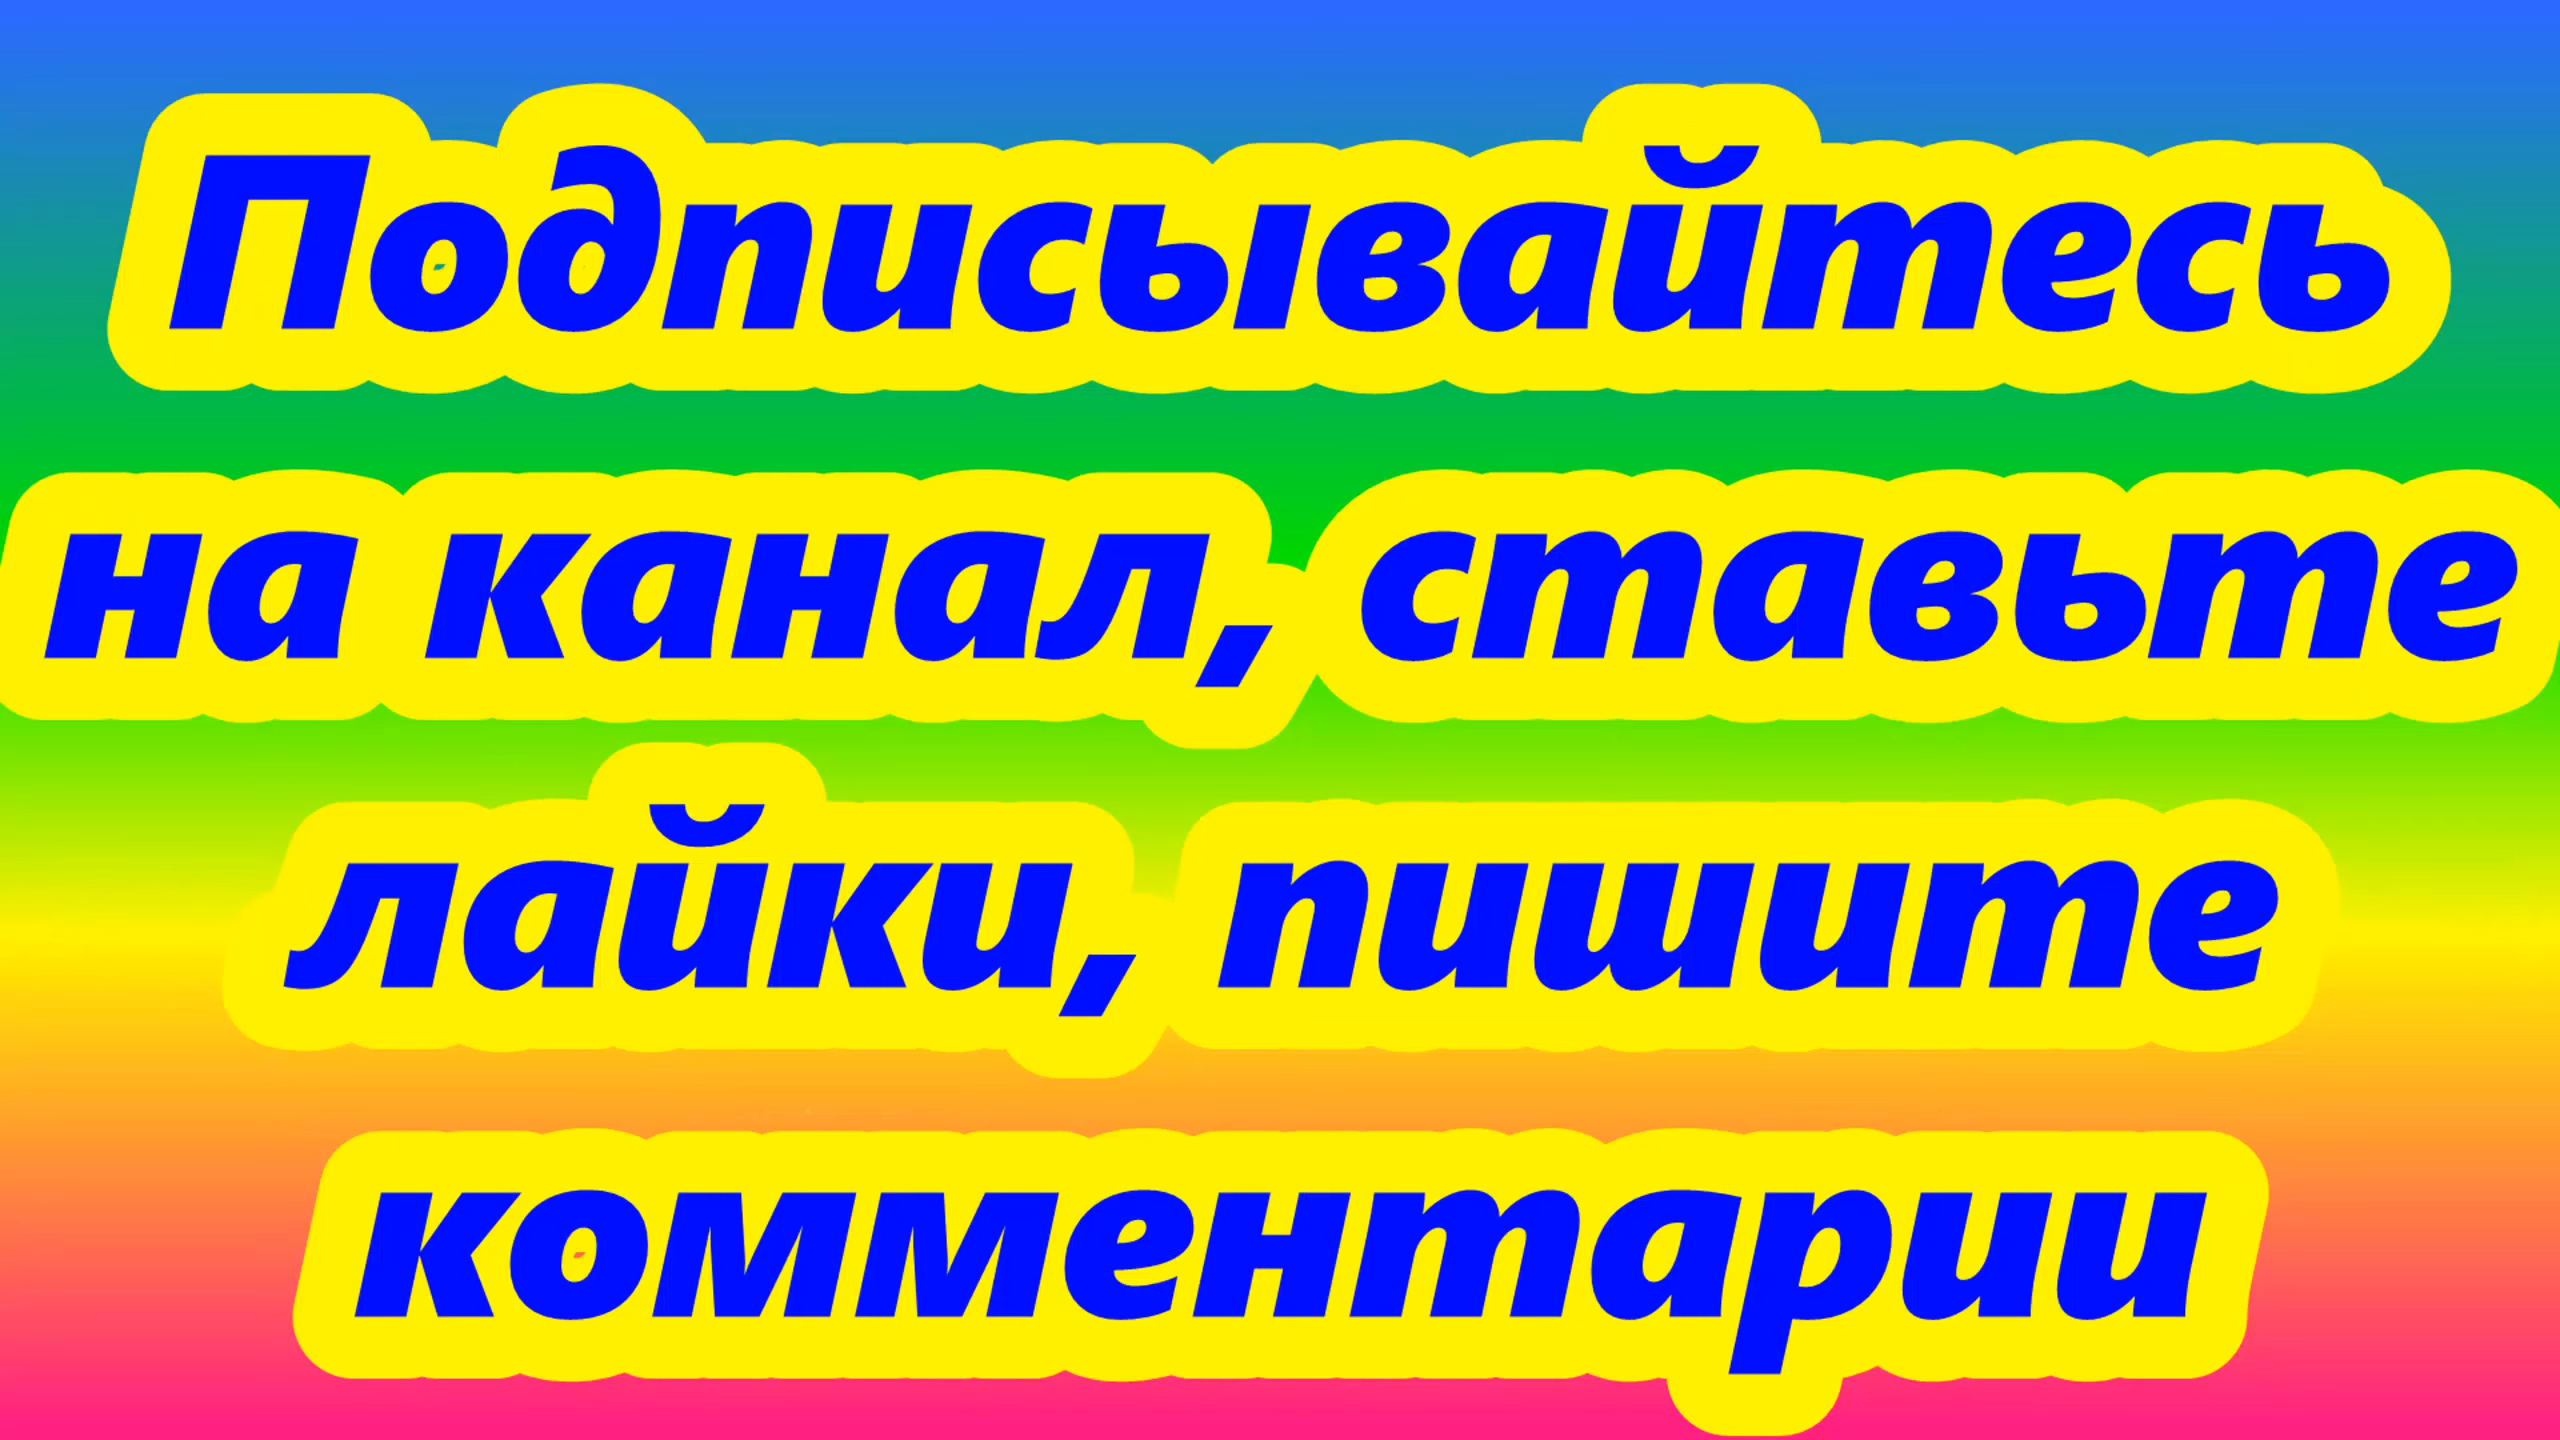 Подписывайтесь
на канал, ставьте
лайки, пишите
комментарии